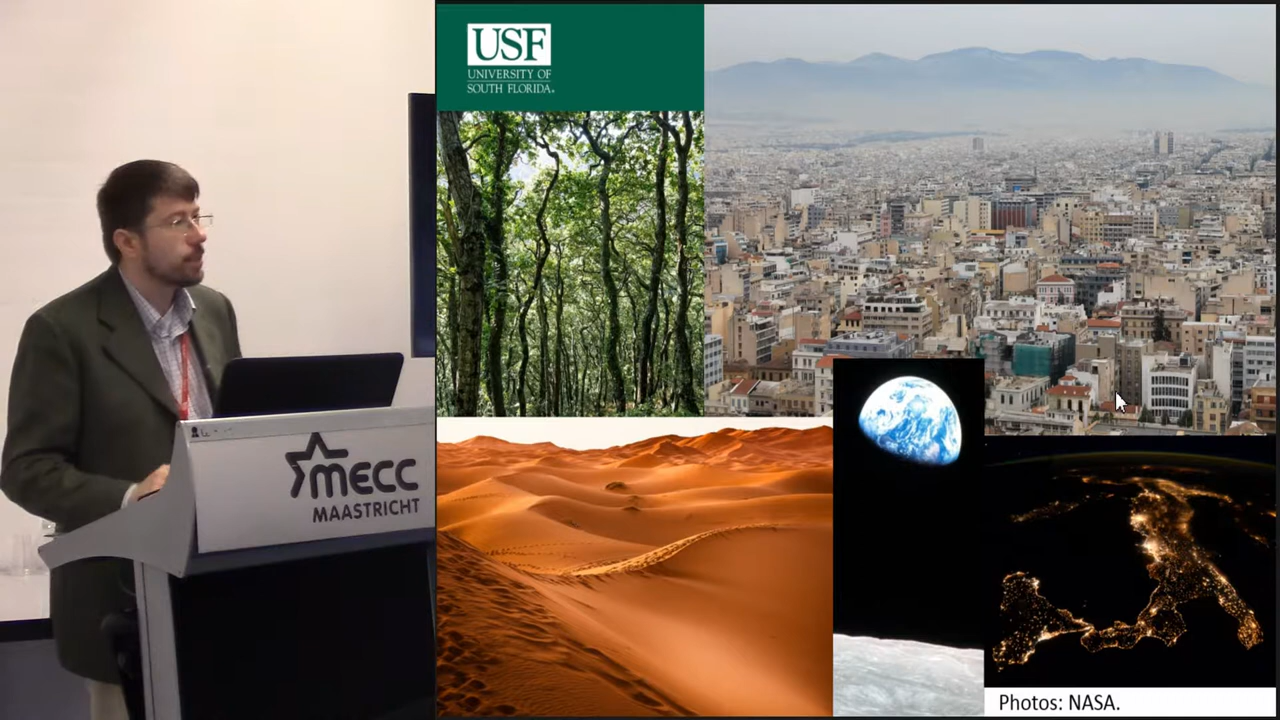 USF
UNIVERSITY OF
SOUTH FLORIDA.
mecc
MAASTRICHT
Photos: NASA.